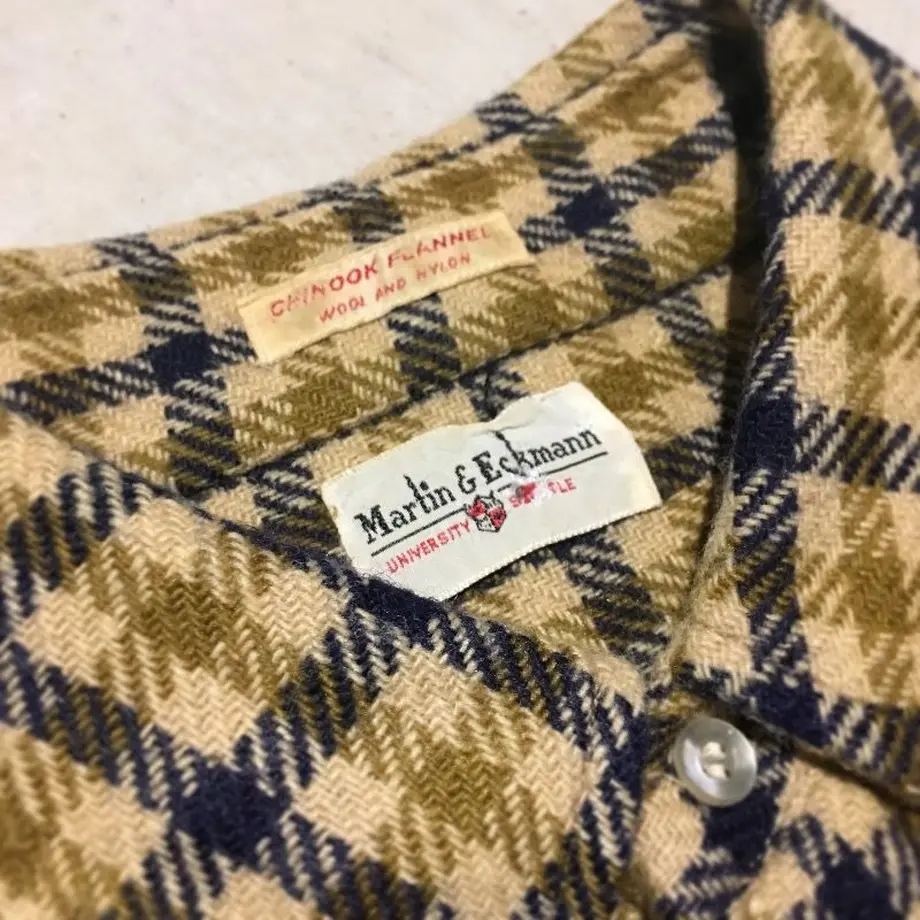 CHINOOK FLANNEL
WOOL AND NYLON
Martin & Eckmann
UNIVERSITY SEATTLE